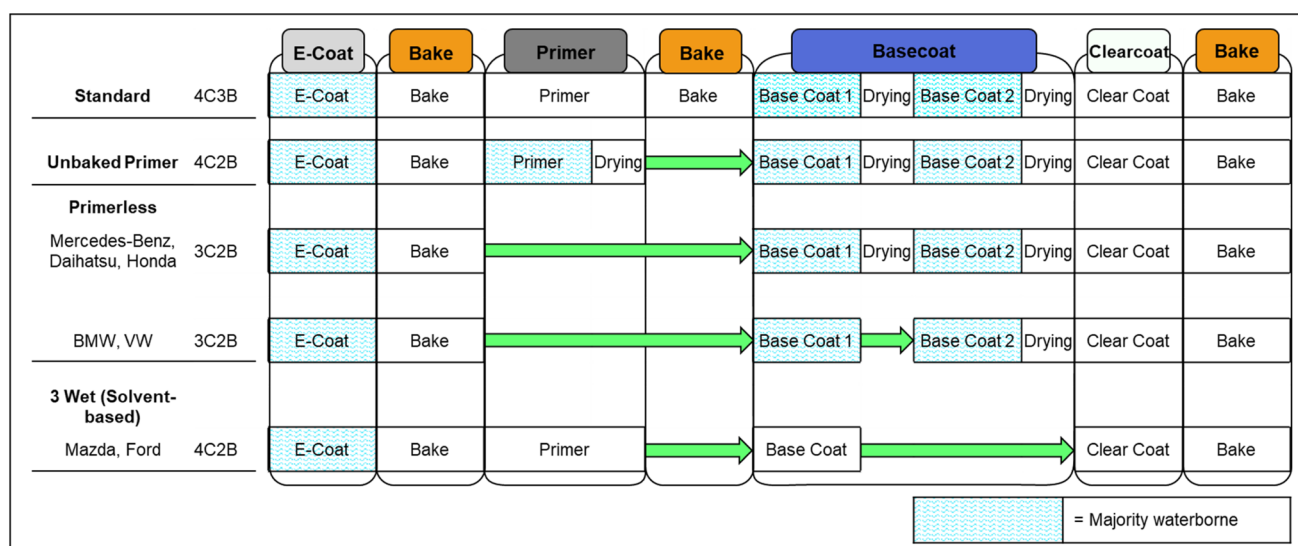 E-Coat Bake Primer Bake Basecoat Clearcoat Bake
Standard 4C3B E-Coat Bake Primer Bake Base Coat 1 Drying Base Coat 2 Drying Clear Coat Bake
Unbaked Primer 4C2B E-Coat Bake Primer Drying Base Coat 1 Drying Base Coat 2 Drying Clear Coat Bake
Primerless
Mercedes-Benz,
Daihatsu, Honda 3C2B E-Coat Bake Base Coat 1 Drying Base Coat 2 Drying Clear Coat Bake
BMW, VW 3C2B E-Coat Bake Base Coat 1 Base Coat 2 Drying Clear Coat Bake
3 Wet (Solvent-
based)
Mazda, Ford 4C2B E-Coat Bake Primer Base Coat Clear Coat Bake
= Majority waterborne